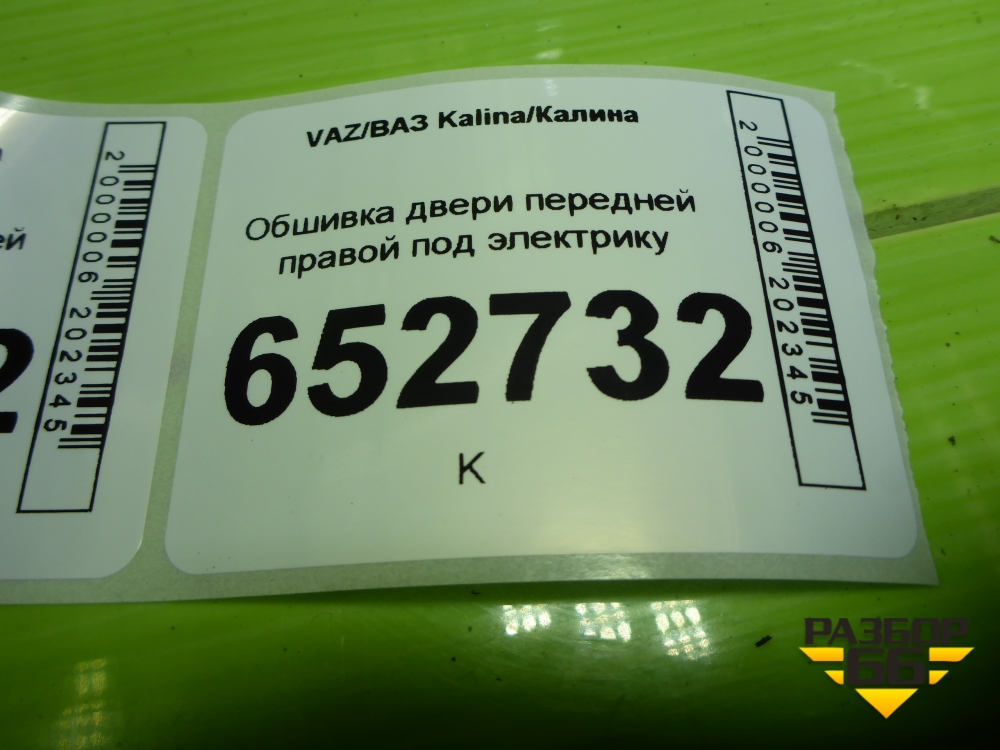 VAZ/ВАЗ Kalina/Калина
Обшивка двери передней
правой под электрику
652732
К
2000006202345
ей
2
2000006202345
РАЗБОР
66